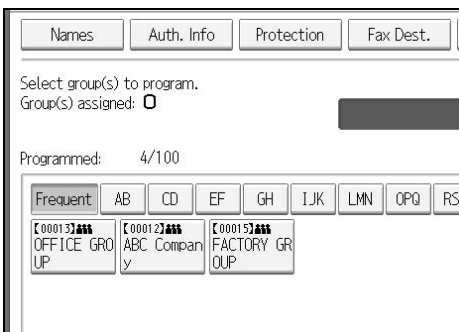 Names Auth. Info Protection Fax Dest.
Select group(s) to program.
Group(s) assigned: 0
Programmed: 4/100
Frequent AB CD EF GH IJK LMN OPQ RS
【00013】 【00012】 【00015】
OFFICE GRO ABC Compan FACTORY GR
UP y OUP